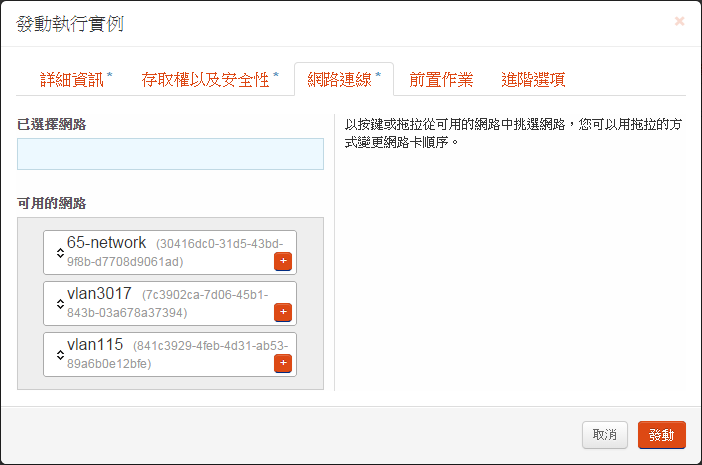 發動執行實例 ×
詳細資訊 * 存取權以及安全性 * 網路連線 * 前置作業 進階選項
已選擇網路
以按鍵或拖拉從可用的網路中挑選網路，您可以用拖拉的方
式變更網路卡順序。
可用的網路
65-network (30416dc0-31d5-43bd-
9f8b-d7708d9061ad) +
vlan3017 (7c3902ca-7d06-45b1-
843b-03a678a37394) +
vlan115 (841c3929-4feb-4d31-ab53-
89a6b0e12bfe) +
取消 發動